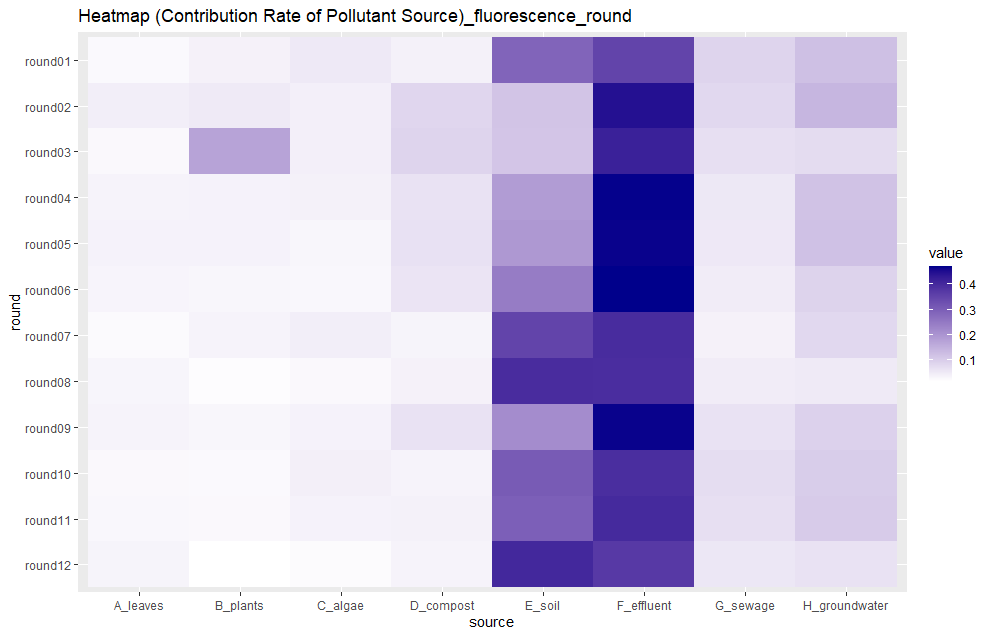 Heatmap (Contribution Rate of Pollutant Source)_fluorescence_round
round
round01
round02
round03
round04
round05
round06
round07
round08
round09
round10
round11
round12
A_leaves B_plants C_algae D_compost E_soil F_effluent G_sewage H_groundwater
source
value
0.4
0.3
0.2
0.1